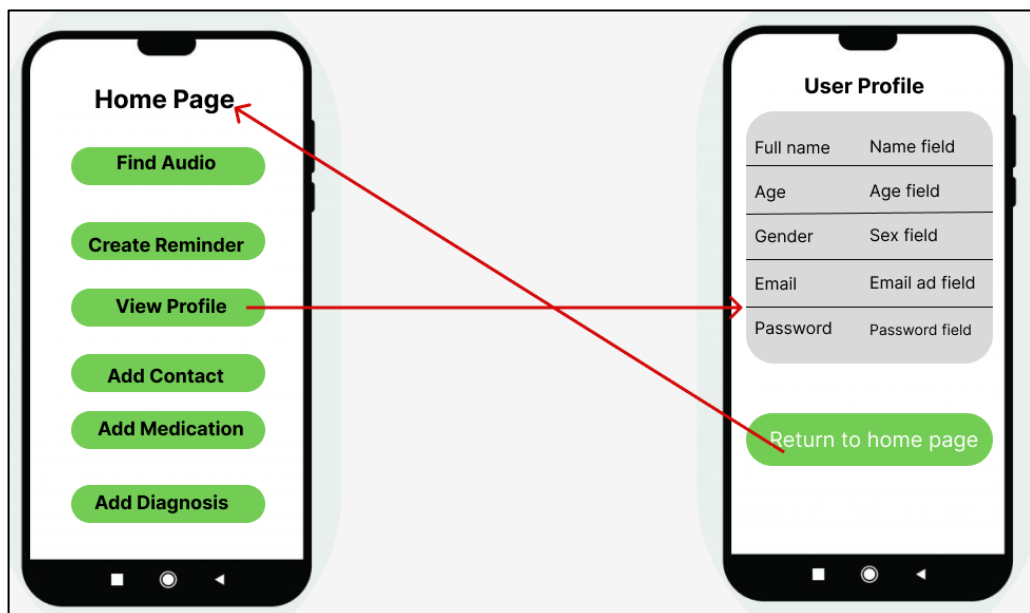 Home Page
Find Audio
Create Reminder
View Profile
Add Contact
Add Medication
Add Diagnosis
User Profile
Full name Name field
Age Age field
Gender Sex field
Email Email ad field
Password Password field
Return to home page